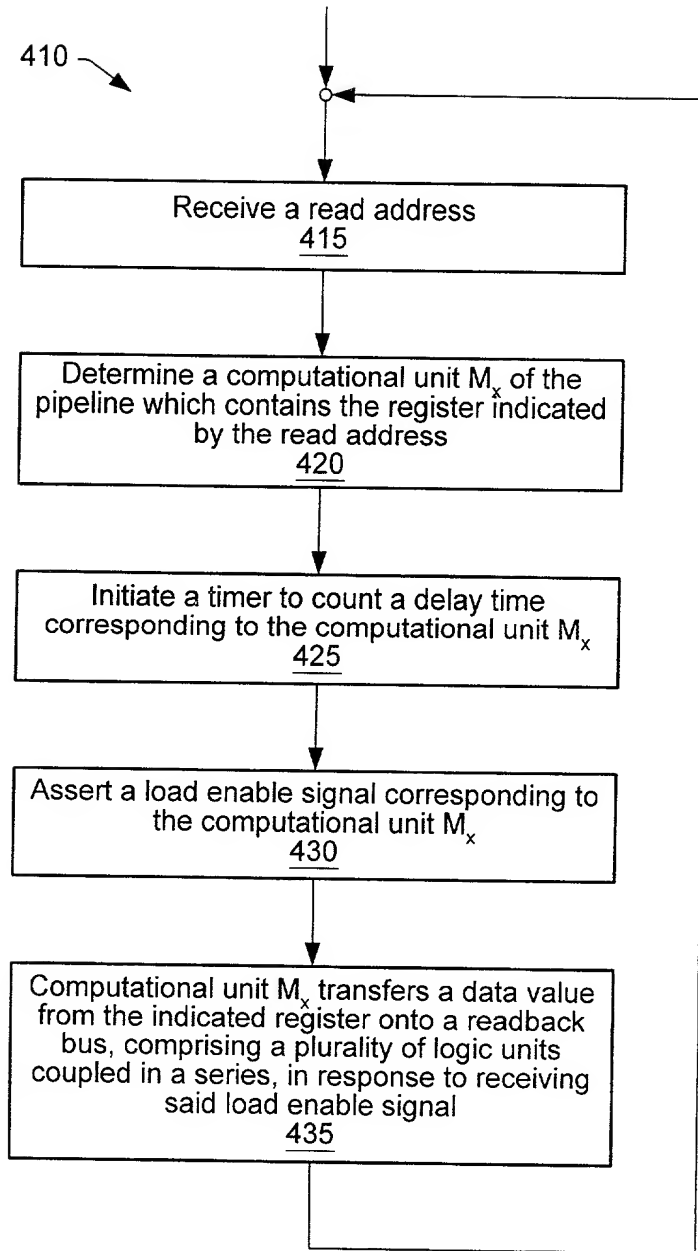 410
Receive a read address
415
Determine a computational unit Mx of the
pipeline which contains the register indicated
by the read address
420
Initiate a timer to count a delay time
corresponding to the computational unit Mx
425
Assert a load enable signal corresponding to
the computational unit Mx
430
Computational unit Mx transfers a data value
from the indicated register onto a readback
bus, comprising a plurality of logic units
coupled in a series, in response to receiving
said load enable signal
435